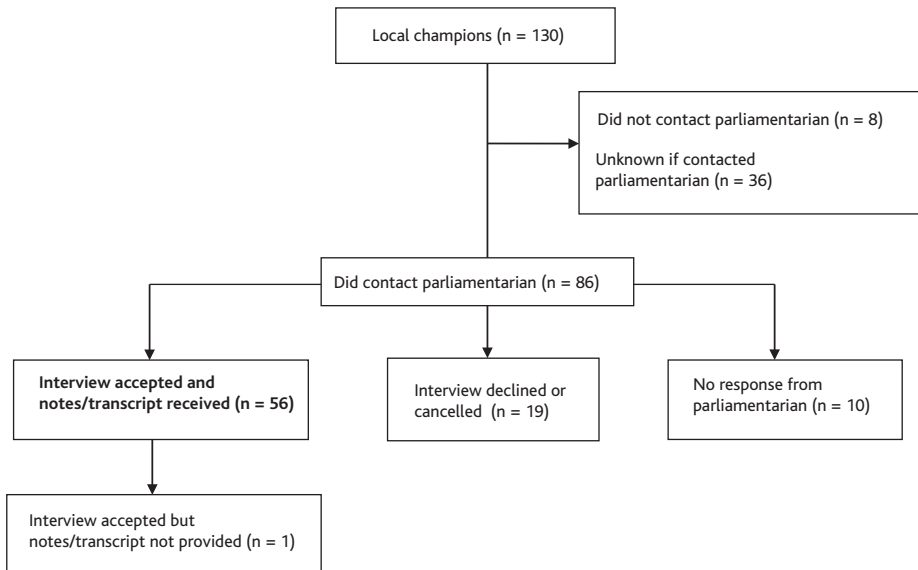 Local champions (n = 130)
Did not contact parliamentarian (n = 8)
Unknown if contacted
parliamentarian (n = 36)
Did contact parliamentarian (n = 86)
Interview accepted and
notes/transcript received (n = 56)
Interview declined or
cancelled (n = 19)
No response from
parliamentarian (n = 10)
Interview accepted but
notes/transcript not provided (n = 1)